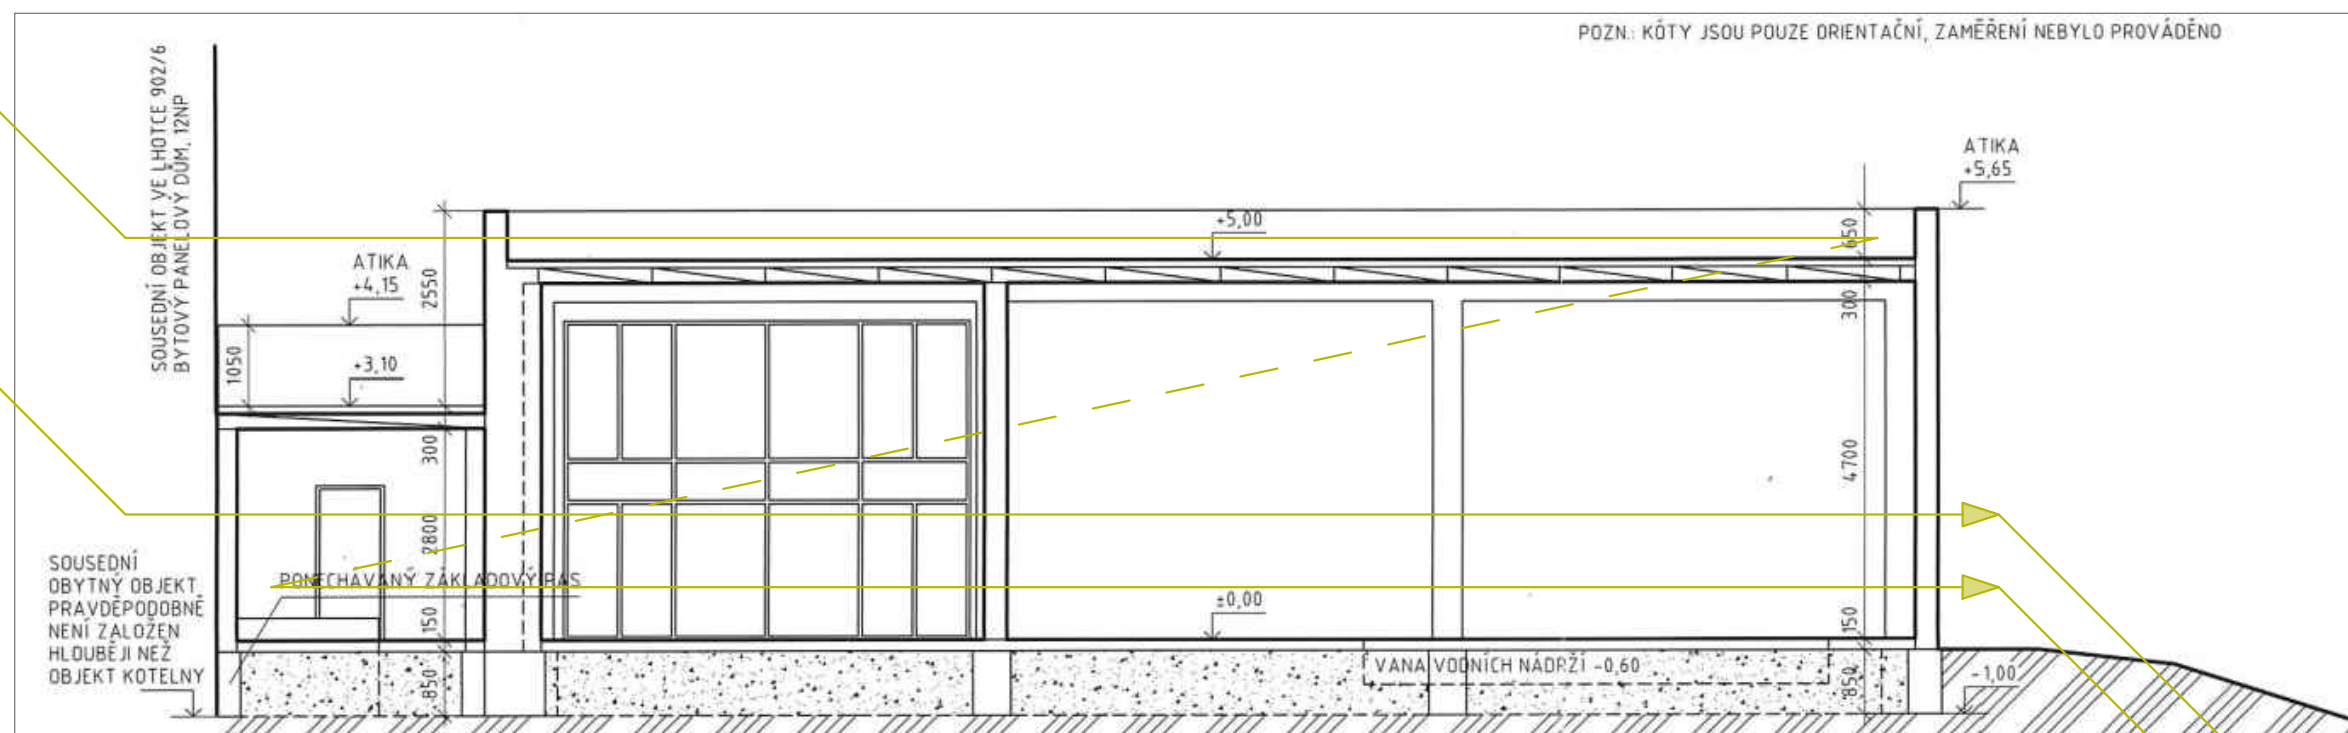 POZN.: KÓTY JSOU POUZE ORIENTAČNÍ, ZAMĚŘENÍ NEBYLO PROVÁDĚNO
SOUSEDNÍ OBJEKT VE LHOTCE 902/6
BYTOVÝ PANELOVÝ DŮM, 12NP
ATIKA
+5,65
+5,00
650
ATIKA
+4,15
2550
300
1050
+3,10
300
4700
2800
SOUSEDNÍ
OBYTNÝ OBJEKT
PRAVDĚPODOBNĚ
NENÍ ZALOŽEN
HLOUBĚJI NEŽ
OBJEKT KOTELNY
PONECHÁVANÝ ZÁKLADOVÝ PAS
±0,00
150
150
VANA VODNÍCH NÁDRŽÍ -0,60
850
850
-1,00